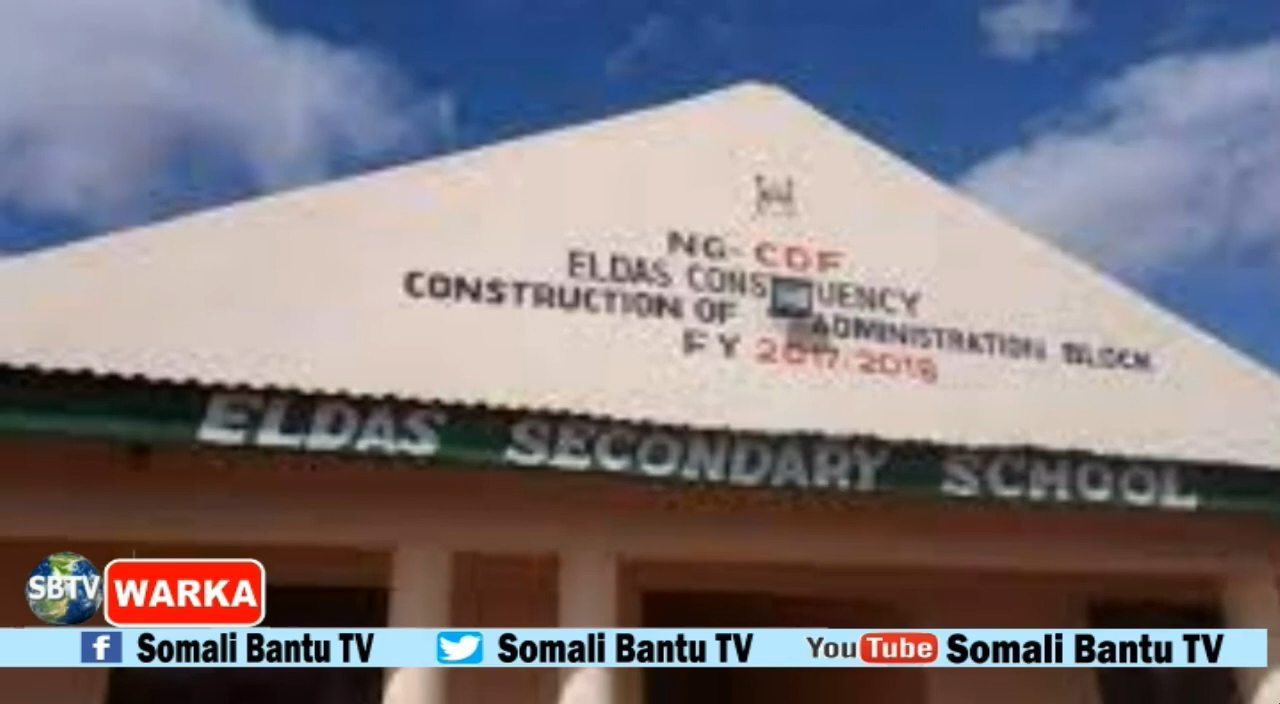 NG-CDF
ELDAS CONS UENCY
CONSTRUCTION OF ADMINISTRATION BLOCK
FY 2017/2018
ELDAS SECONDARY SCHOOL
SBTV WARKA
f Somali Bantu TV
Somali Bantu TV
YouTube Somali Bantu TV